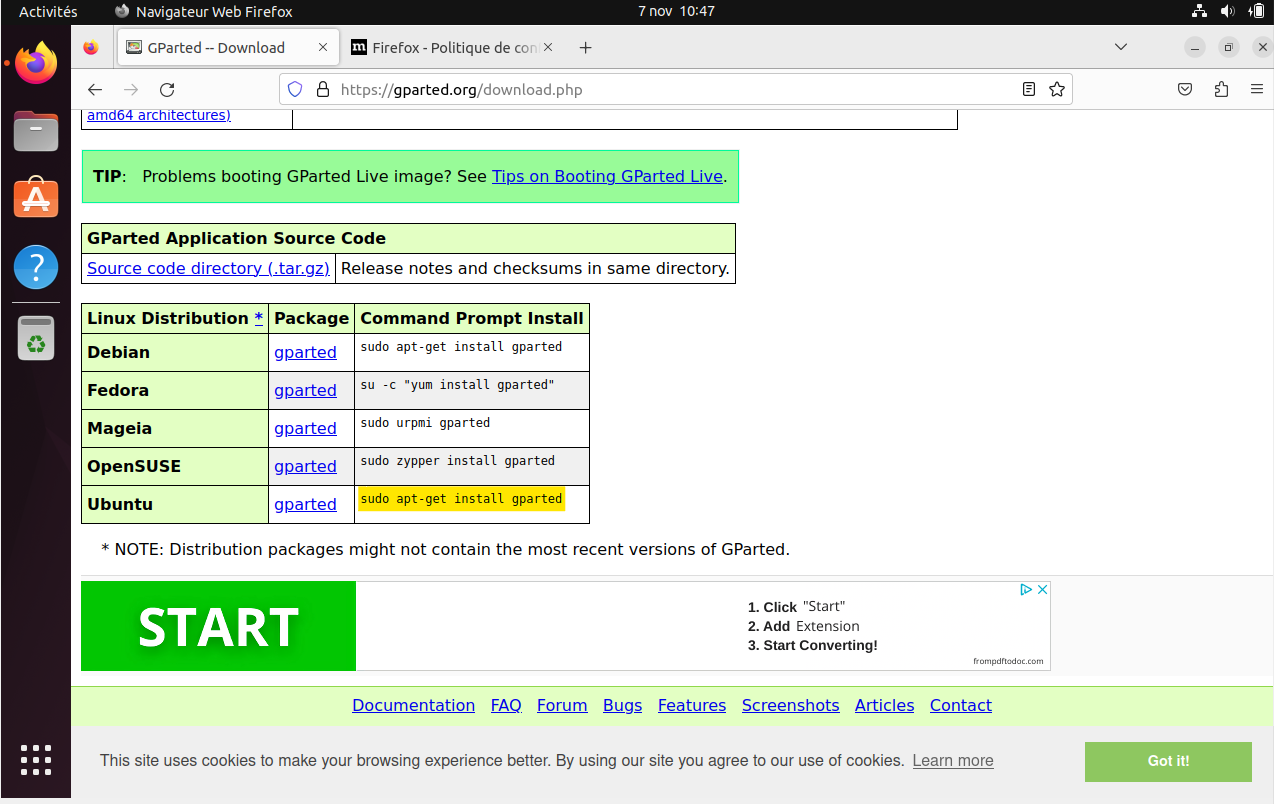 Activités Navigateur Web Firefox 7 nov 10:47
GParted -- Download Firefox - Politique de con
https://gparted.org/download.php
amd64 architectures)
TIP: Problems booting GParted Live image? See Tips on Booting GParted Live.
GParted Application Source Code
Source code directory (.tar.gz) Release notes and checksums in same directory.
Linux Distribution * Package Command Prompt Install
Debian gparted sudo apt-get install gparted
Fedora gparted su -c "yum install gparted"
Mageia gparted sudo urpmi gparted
OpenSUSE gparted sudo zypper install gparted
Ubuntu gparted sudo apt-get install gparted
* NOTE: Distribution packages might not contain the most recent versions of GParted.
START
1. Click "Start"
2. Add Extension
3. Start Converting!
frompdftodoc.com
Documentation FAQ Forum Bugs Features Screenshots Articles Contact
This site uses cookies to make your browsing experience better. By using our site you agree to our use of cookies. Learn more
Got it!